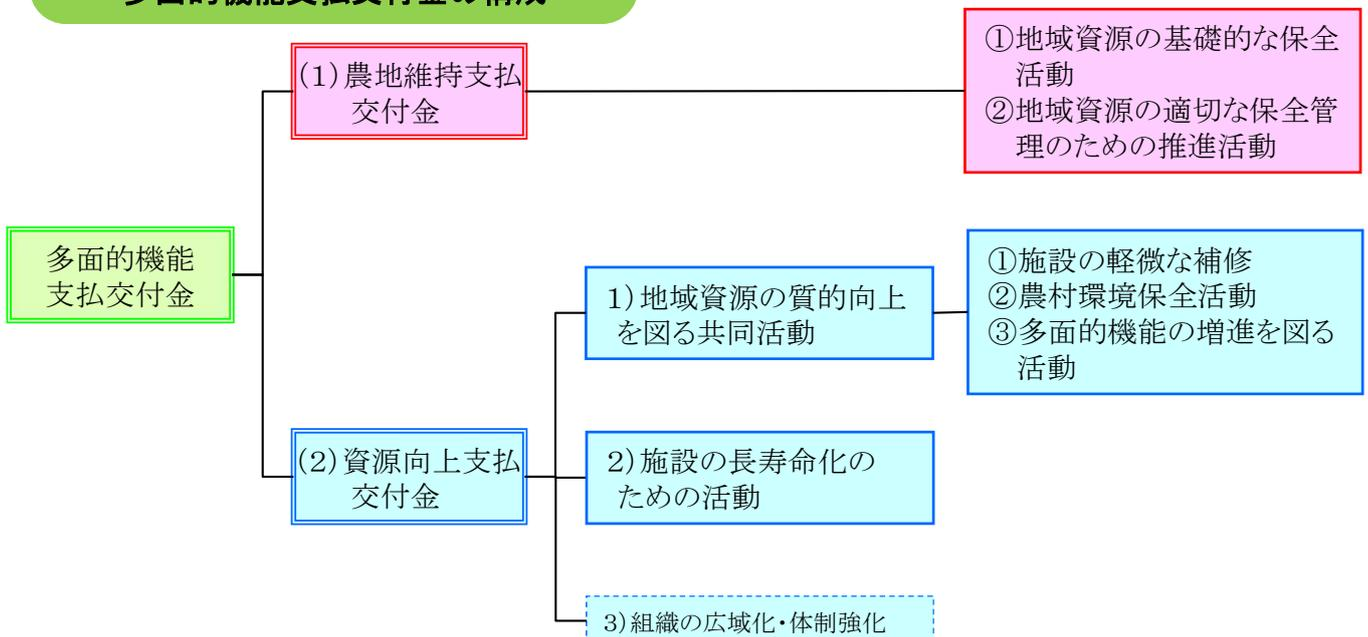 多面的機能支払交付金の構成
(1)農地維持支払
交付金
①地域資源の基礎的な保全
活動
②地域資源の適切な保全管
理のための推進活動
多面的機能
支払交付金
1)地域資源の質的向上
を図る共同活動
①施設の軽微な補修
②農村環境保全活動
③多面的機能の増進を図る
活動
(2)資源向上支払
交付金
2)施設の長寿命化の
ための活動
3)組織の広域化・体制強化